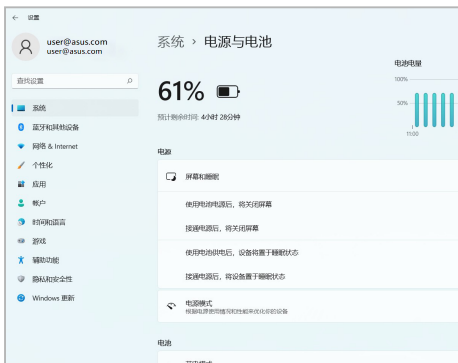 设置
user@asus.com
user@asus.com
查找设置
系统
蓝牙和其他设备
网络 & Internet
个性化
应用
帐户
时间和语言
游戏
辅助功能
隐私和安全性
Windows 更新
系统 › 电源与电池
61%
预计剩余时间: 4小时 28分钟
电池电量
100%
50%
11:00
电源
屏幕和睡眠
使用电池电源后，将关闭屏幕
接通电源后，将关闭屏幕
使用电池供电后，设备将置于睡眠状态
接通电源后，将设备置于睡眠状态
电源模式
根据电源使用情况和性能来优化你的设备
电池